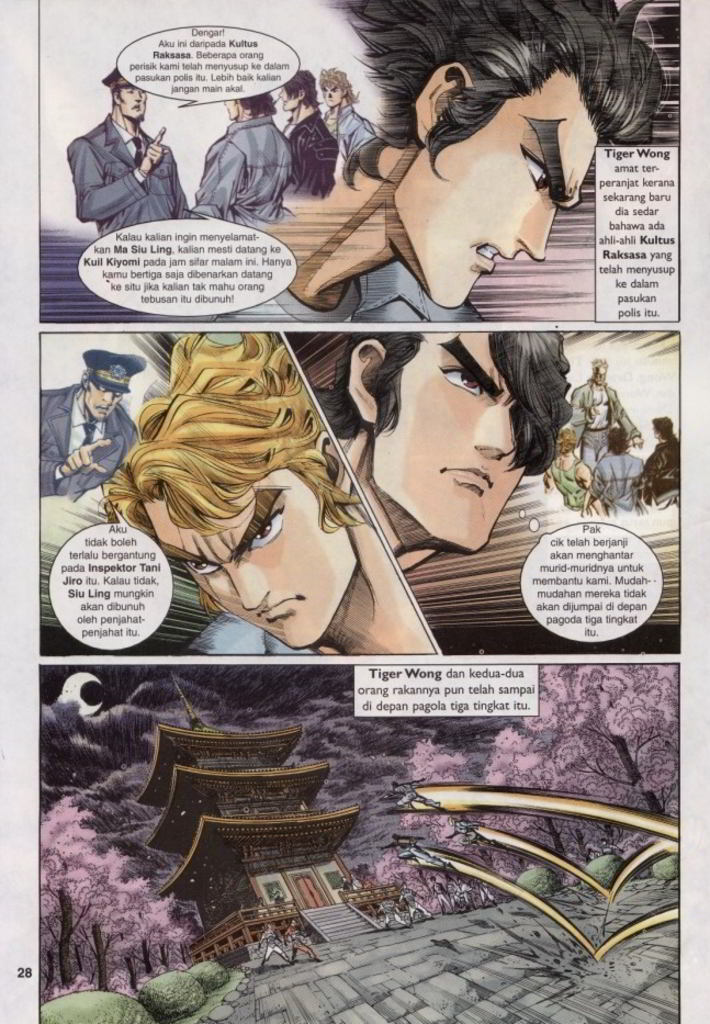 Dengar!
Aku ini daripada Kultus
Raksasa. Beberapa orang
perisik kami telah menyusup ke dalam
pasukan polis itu. Lebih baik kalian
jangan main akal.
Tiger Wong
amat ter-
peranjat kerana
sekarang baru
dia sedar
bahawa ada
ahli-ahli Kultus
Raksasa yang
telah menyusup
ke dalam
pasukan
polis itu.
Kalau kalian ingin menyelamat-
kan Ma Siu Ling, kalian mesti datang ke
Kuil Kiyomi pada jam sifar malam ini. Hanya
kamu bertiga saja dibenarkan datang
ke situ jika kalian tak mahu orang
tebusan itu dibunuh!
Aku
tidak boleh
terlalu bergantung
pada Inspektor Tani
Jiro itu. Kalau tidak,
Siu Ling mungkin
akan dibunuh
oleh penjahat-
penjahat itu.
Pak
cik telah berjanji
akan menghantar
murid-muridnya untuk
membantu kami. Mudah-
mudahan mereka tidak
akan dijumpai di depan
pagoda tiga tingkat
itu.
Tiger Wong dan kedua-dua
orang rakannya pun telah sampai
di depan pagola tiga tingkat itu.
28